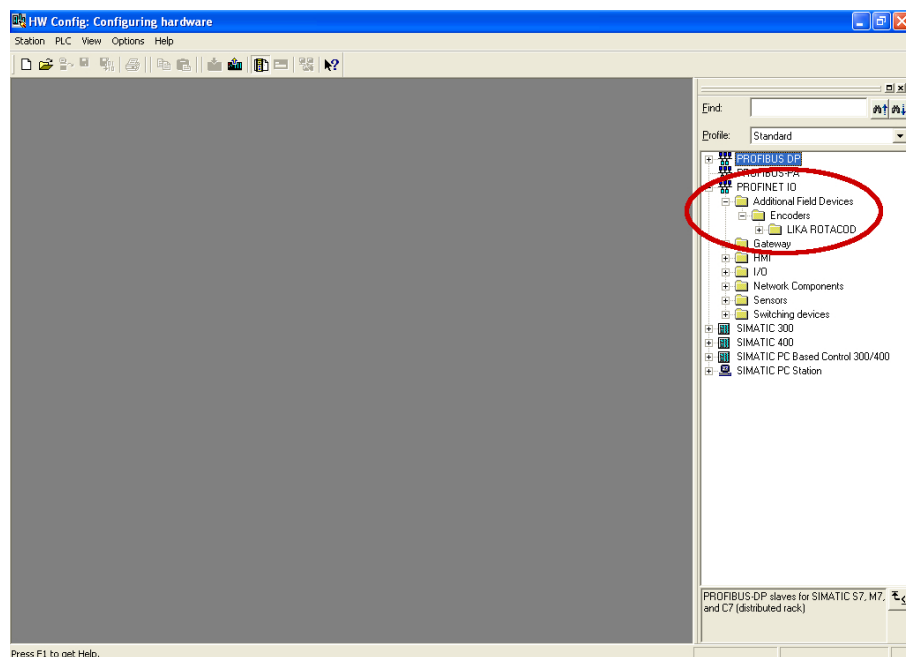 HW Config: Configuring hardware
Station PLC View Options Help
Find:
Profile: Standard
PROFIBUS DP
PROFIBUS-PA
PROFINET IO
Additional Field Devices
Encoders
LIKA ROTACOD
Gateway
HMI
I/O
Network Components
Sensors
Switching devices
SIMATIC 300
SIMATIC 400
SIMATIC PC Based Control 300/400
SIMATIC PC Station
PROFIBUS-DP slaves for SIMATIC S7, M7,
and C7 (distributed rack)
Press F1 to get Help.